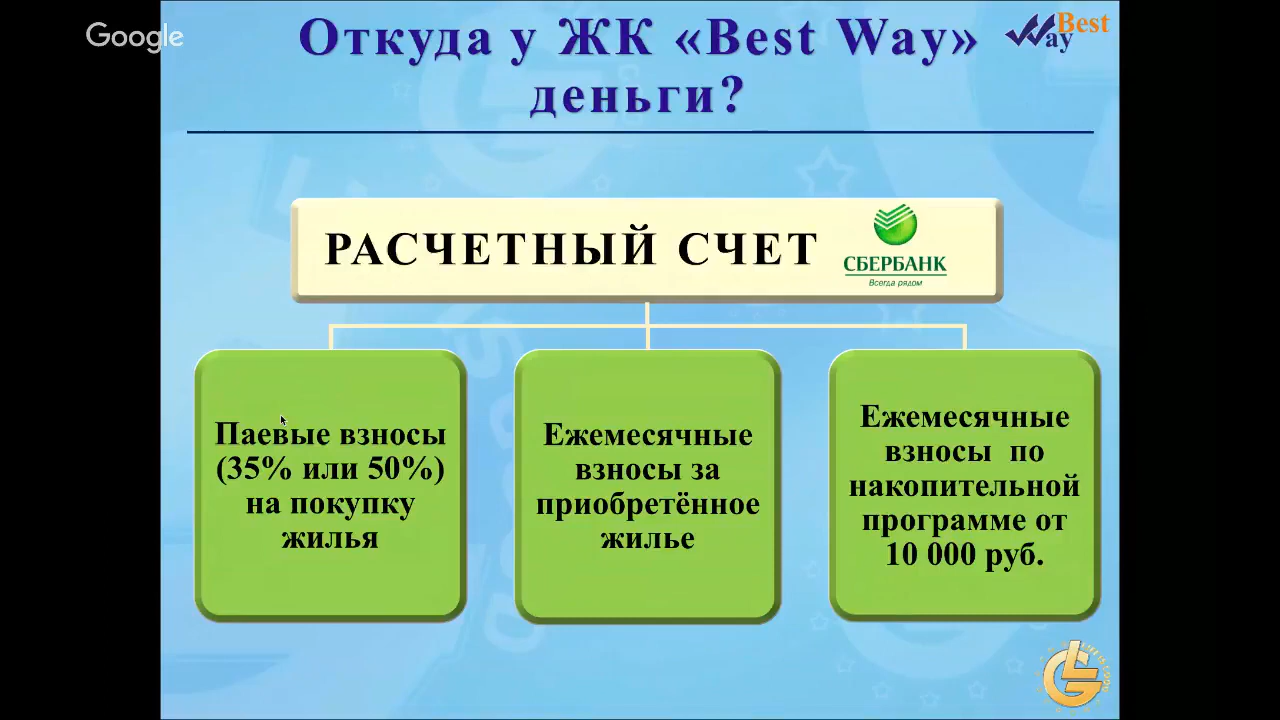 Google
Откуда у ЖК «Best Way»
деньги?
Best
Way
РАСЧЕТНЫЙ СЧЕТ
СБЕРБАНК
Всегда рядом
Паевые взносы
(35% или 50%)
на покупку
жилья
Ежемесячные
взносы за
приобретённое
жилье
Ежемесячные
взносы по
накопительной
программе от
10 000 руб.